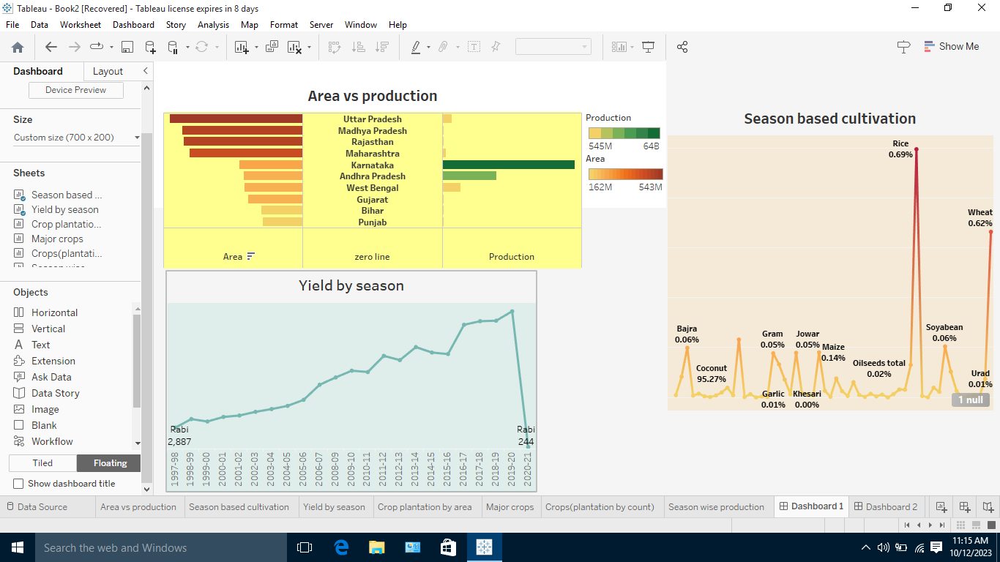 Tableau - Book2 [Recovered] - Tableau license expires in 8 days
File Data Worksheet Dashboard Story Analysis Map Format Server Window Help
Show Me
Dashboard Layout
Device Preview
Size
Custom size (700 x 200)
Sheets
Season based ...
Yield by season
Crop plantatio...
Major crops
Crops(plantati...
Objects
Horizontal
Vertical
Text
Extension
Ask Data
Data Story
Image
Blank
Workflow
Tiled Floating
Show dashboard title
Area vs production
Uttar Pradesh
Madhya Pradesh
Rajasthan
Maharashtra
Karnataka
Andhra Pradesh
West Bengal
Gujarat
Bihar
Punjab
Area zero line Production
Production
545M 64B
Area
162M 543M
Yield by season
Rabi
2,887
Rabi
244
1997-98
1998-99
1999-00
2000-01
2001-02
2002-03
2003-04
2004-05
2005-06
2006-07
2007-08
2008-09
2009-10
2010-11
2011-12
2012-13
2013-14
2014-15
2015-16
2016-17
2017-18
2018-19
2019-20
2020-21
Season based cultivation
Rice
0.69%
Wheat
0.62%
Bajra
0.06%
Gram
0.05%
Jowar
0.05%
Maize
0.14%
Soyabean
0.06%
Coconut
95.27%
Oilseeds total
0.02%
Urad
0.01%
Garlic
0.01%
Khesari
0.00%
1 null
Data Source Area vs production Season based cultivation Yield by season Crop plantation by area Major crops Crops(plantation by count) Season wise production Dashboard 1 Dashboard 2
Search the web and Windows
11:15 AM
10/12/2023